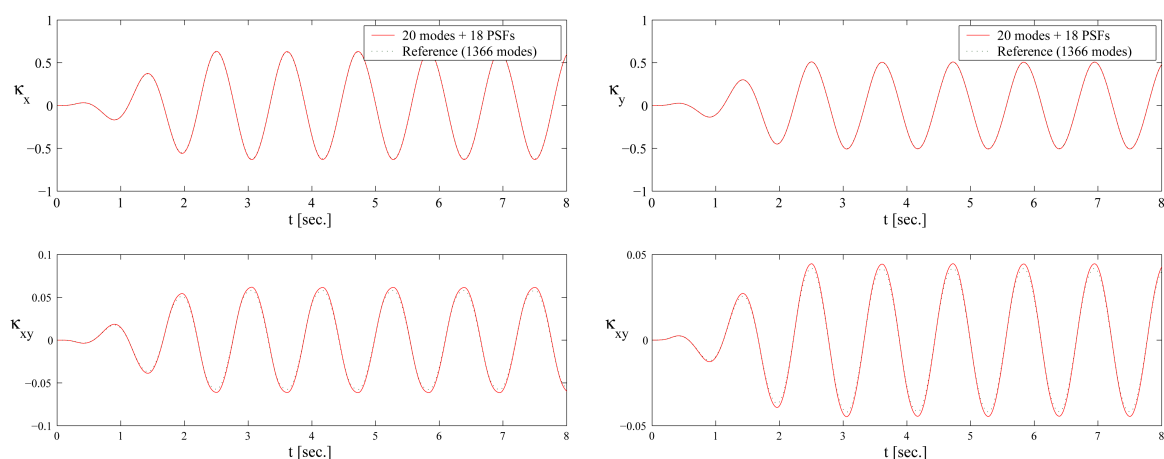 20 modes + 18 PSFs
Reference (1366 modes)
κx
1
0.5
0
−0.5
−1
0 1 2 3 4 5 6 7 8
t [sec.]
20 modes + 18 PSFs
Reference (1366 modes)
κy
1
0.5
0
−0.5
−1
0 1 2 3 4 5 6 7 8
t [sec.]
κxy
0.1
0.05
0
−0.05
−0.1
0 1 2 3 4 5 6 7 8
t [sec.]
κxy
0.05
0
−0.05
0 1 2 3 4 5 6 7 8
t [sec.]